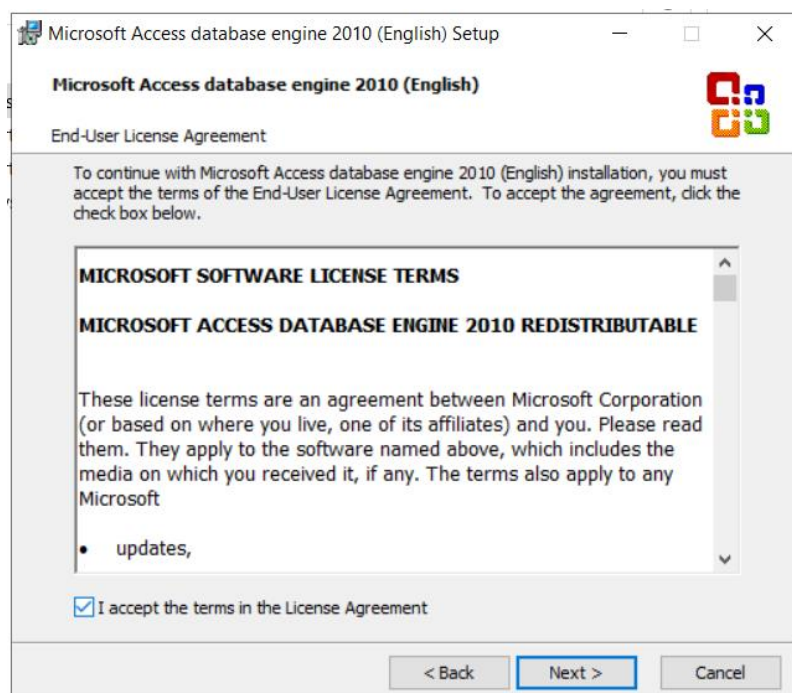 Microsoft Access database engine 2010 (English) Setup
Microsoft Access database engine 2010 (English)
End-User License Agreement
To continue with Microsoft Access database engine 2010 (English) installation, you must
accept the terms of the End-User License Agreement.  To accept the agreement, click the
check box below.
MICROSOFT SOFTWARE LICENSE TERMS
MICROSOFT ACCESS DATABASE ENGINE 2010 REDISTRIBUTABLE
These license terms are an agreement between Microsoft Corporation
(or based on where you live, one of its affiliates) and you. Please read
them. They apply to the software named above, which includes the
media on which you received it, if any. The terms also apply to any
Microsoft
• updates,
I accept the terms in the License Agreement
< Back
Next >
Cancel